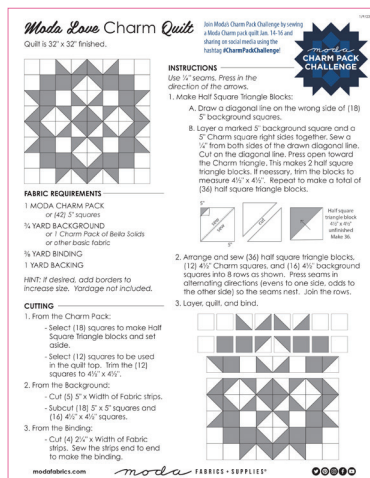 Moda Love Charm Quilt
Quilt is 32" x 32" finished.
Join Moda's Charm Pack Challenge by sewing
a Moda Charm pack quilt Jan. 14-16 and
sharing on social media using the
hashtag #CharmPackChallenge!
moda
CHARM PACK
CHALLENGE
FABRIC REQUIREMENTS
1 MODA CHARM PACK
or (42) 5" squares
¾ YARD BACKGROUND
or 1 Charm Pack of Bella Solids
or other basic fabric
⅜ YARD BINDING
1 YARD BACKING
HINT: If desired, add borders to
increase size. Yardage not included.
CUTTING
1. From the Charm Pack:
- Select (18) squares to make Half
Square Triangle Blocks and set
aside.
- Select (12) squares to be used
in the quilt top. Trim the (12)
squares to 4½" x 4½".
2. From the Background:
- Cut (5) 5" x Width of Fabric strips.
- Subcut (18) 5" x 5" squares and
(16) 4½" x 4½" squares.
3. From the Binding:
- Cut (4) 2¼" x Width of Fabric
strips. Sew the strips end to end
to make the binding.
INSTRUCTIONS
Use ¼" seams. Press in the
direction of the arrows.
1. Make Half Square Triangle Blocks:
A. Draw a diagonal line on the wrong side of (18)
5" background squares.
B. Layer a marked 5" background square and a
5" Charm square right sides together. Sew a
¼" from both sides of the drawn diagonal line.
Cut on the diagonal line. Press open toward
the Charm triangle. This makes 2 half square
triangle blocks. If nessesary, trim the blocks to
measure 4½" x 4½". Repeat to make a total of
(36) half square triangle blocks.
5"
sew
sew
5"
Cut
Half square
triangle block
4½" x 4½"
unfinished
Make 36.
2. Arrange and sew (36) half square triangle blocks,
(12) 4½" Charm squares, and (16) 4½" background
squares into 8 rows as shown. Press seams in
alternating directions (evens to one side, odds to
the other side) so the seams nest. Join the rows.
3. Layer, quilt, and bind.
modafabrics.com
moda FABRICS + SUPPLIES®